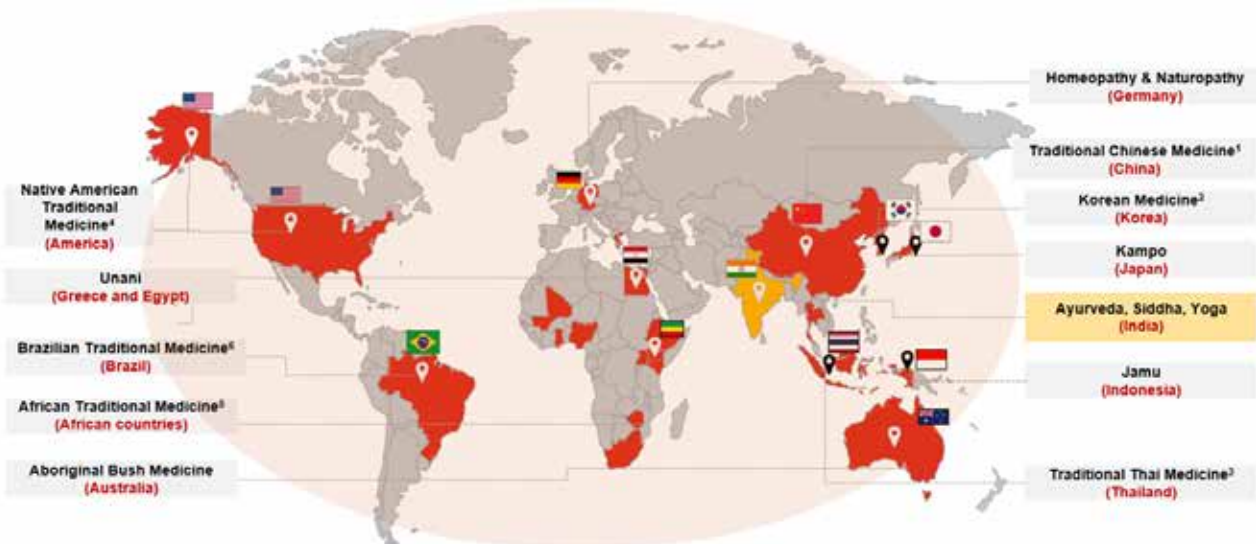 Native American
Traditional
Medicine⁴
(America)
Unani
(Greece and Egypt)
Brazilian Traditional Medicine⁶
(Brazil)
African Traditional Medicine⁵
(African countries)
Aboriginal Bush Medicine
(Australia)
Homeopathy & Naturopathy
(Germany)
Traditional Chinese Medicine¹
(China)
Korean Medicine²
(Korea)
Kampo
(Japan)
Ayurveda, Siddha, Yoga
(India)
Jamu
(Indonesia)
Traditional Thai Medicine³
(Thailand)